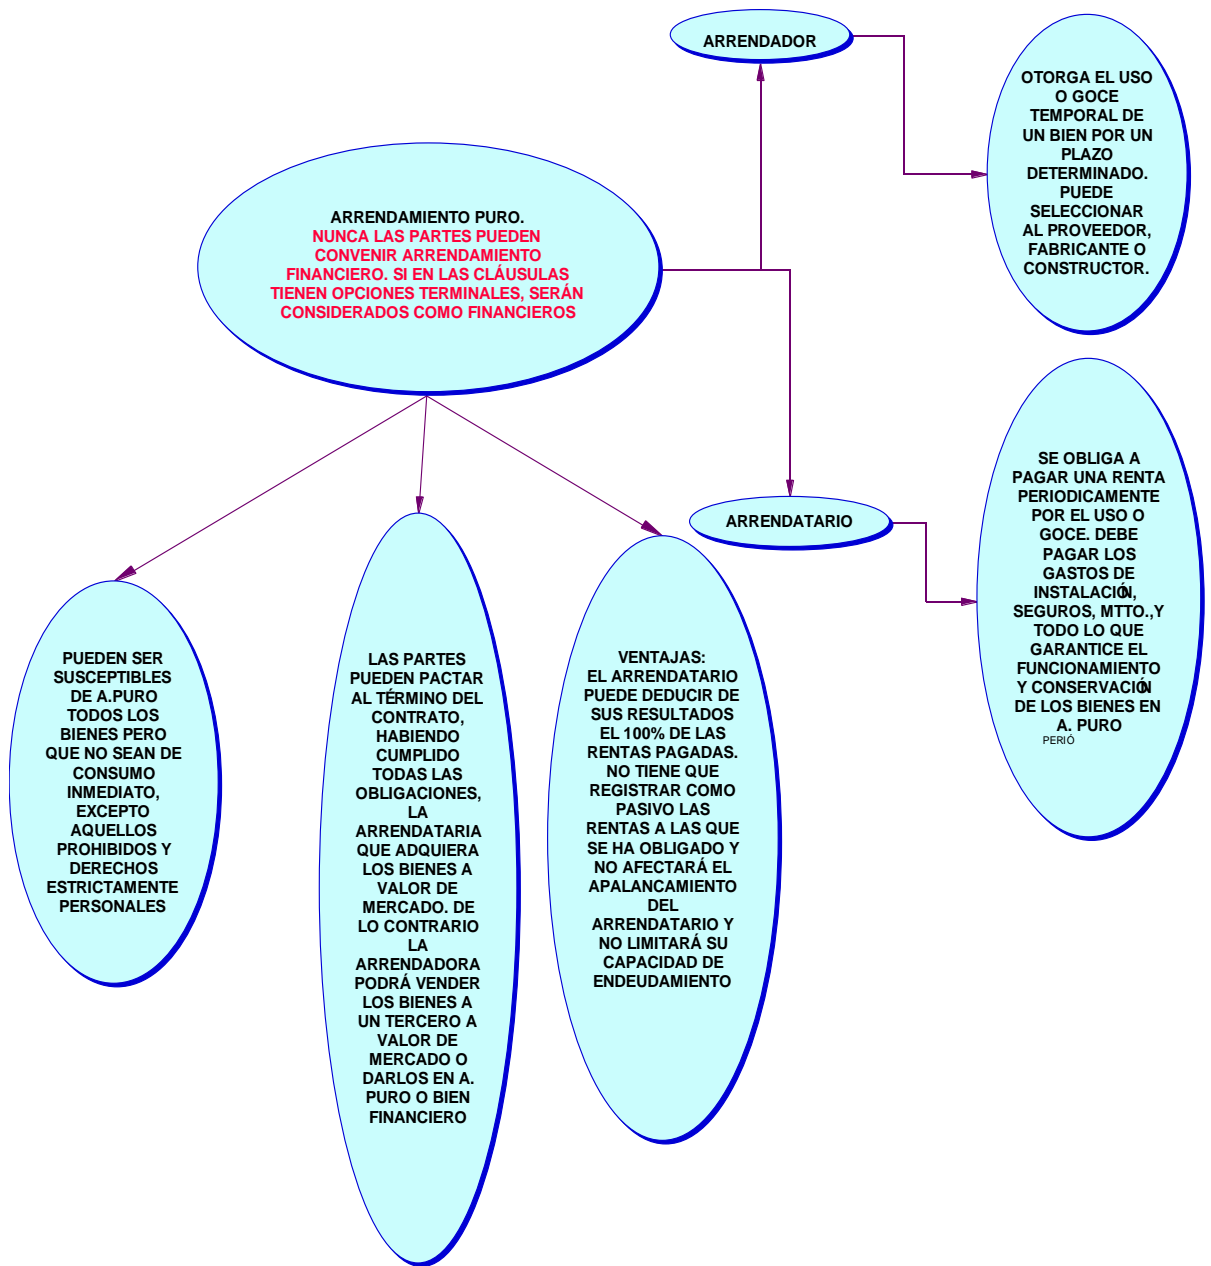 ARRENDADOR
OTORGA EL USO
O GOCE
TEMPORAL DE
UN BIEN POR UN
PLAZO
DETERMINADO.
PUEDE
SELECCIONAR
AL PROVEEDOR,
FABRICANTE O
CONSTRUCTOR.
ARRENDAMIENTO PURO.
NUNCA LAS PARTES PUEDEN
CONVENIR ARRENDAMIENTO
FINANCIERO. SI EN LAS CLÁUSULAS
TIENEN OPCIONES TERMINALES, SERÁN
CONSIDERADOS COMO FINANCIEROS
ARRENDATARIO
SE OBLIGA A
PAGAR UNA RENTA
PERIODICAMENTE
POR EL USO O
GOCE. DEBE
PAGAR LOS
GASTOS DE
INSTALACIÓN,
SEGUROS, MTTO.,Y
TODO LO QUE
GARANTICE EL
FUNCIONAMIENTO
Y CONSERVACIÓN
DE LOS BIENES EN
A. PURO
PERIÓ
PUEDEN SER
SUSCEPTIBLES
DE A.PURO
TODOS LOS
BIENES PERO
QUE NO SEAN DE
CONSUMO
INMEDIATO,
EXCEPTO
AQUELLOS
PROHIBIDOS Y
DERECHOS
ESTRICTAMENTE
PERSONALES
LAS PARTES
PUEDEN PACTAR
AL TÉRMINO DEL
CONTRATO,
HABIENDO
CUMPLIDO
TODAS LAS
OBLIGACIONES,
LA
ARRENDATARIA
QUE ADQUIERA
LOS BIENES A
VALOR DE
MERCADO. DE
LO CONTRARIO
LA
ARRENDADORA
PODRÁ VENDER
LOS BIENES A
UN TERCERO A
VALOR DE
MERCADO O
DARLOS EN A.
PURO O BIEN
FINANCIERO
VENTAJAS:
EL ARRENDATARIO
PUEDE DEDUCIR DE
SUS RESULTADOS
EL 100% DE LAS
RENTAS PAGADAS.
NO TIENE QUE
REGISTRAR COMO
PASIVO LAS
RENTAS A LAS QUE
SE HA OBLIGADO Y
NO AFECTARÁ EL
APALANCAMIENTO
DEL
ARRENDATARIO Y
NO LIMITARÁ SU
CAPACIDAD DE
ENDEUDAMIENTO